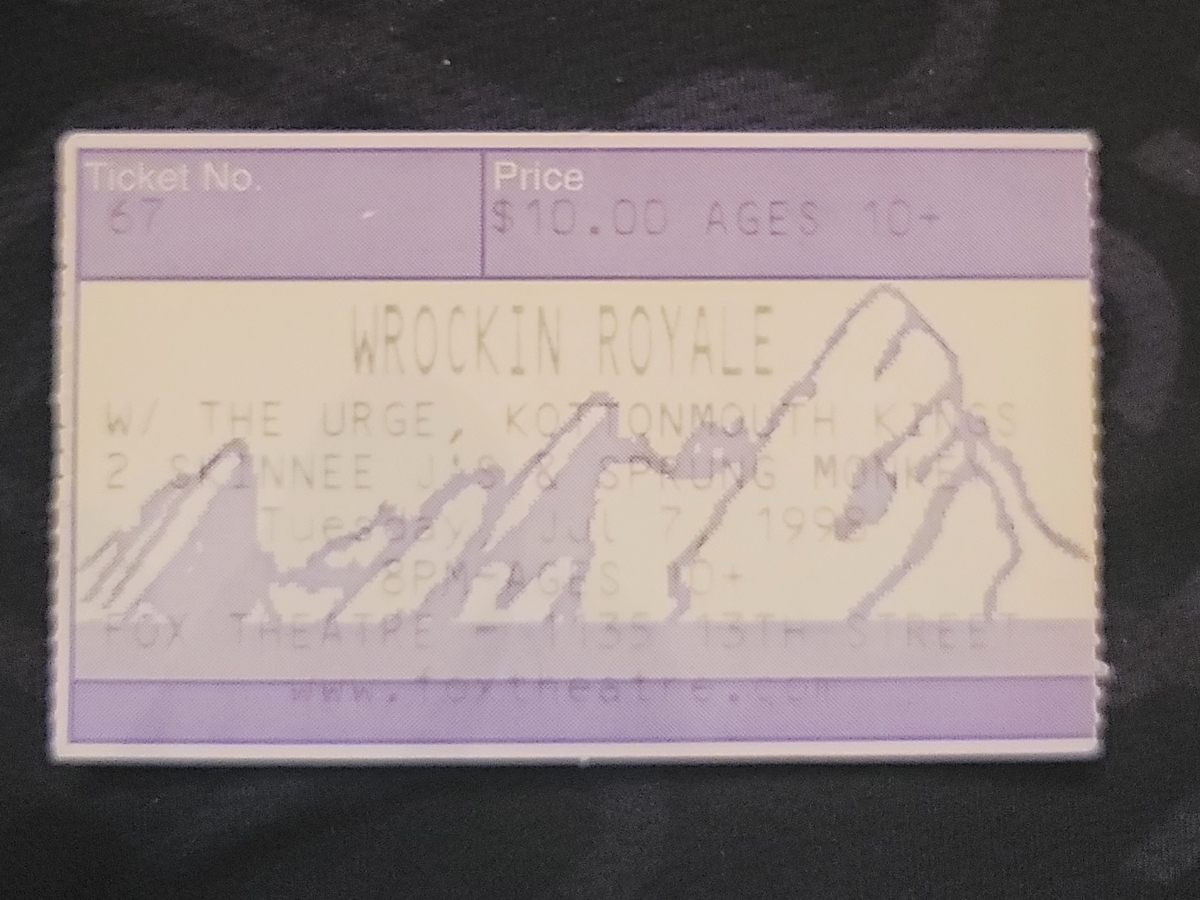 Ticket No.
Price
67
$10.00 AGES 10+
WROCKIN ROYALE
W/ THE URGE, KOTTONMOUTH KINGS
2 SKINNEE J'S & SPRUNG MONKEY
Tuesday, Jul 7, 1998
8PM-AGES 10+
FOX THEATRE - 1135 13TH STREET
www.foxtheatre.com